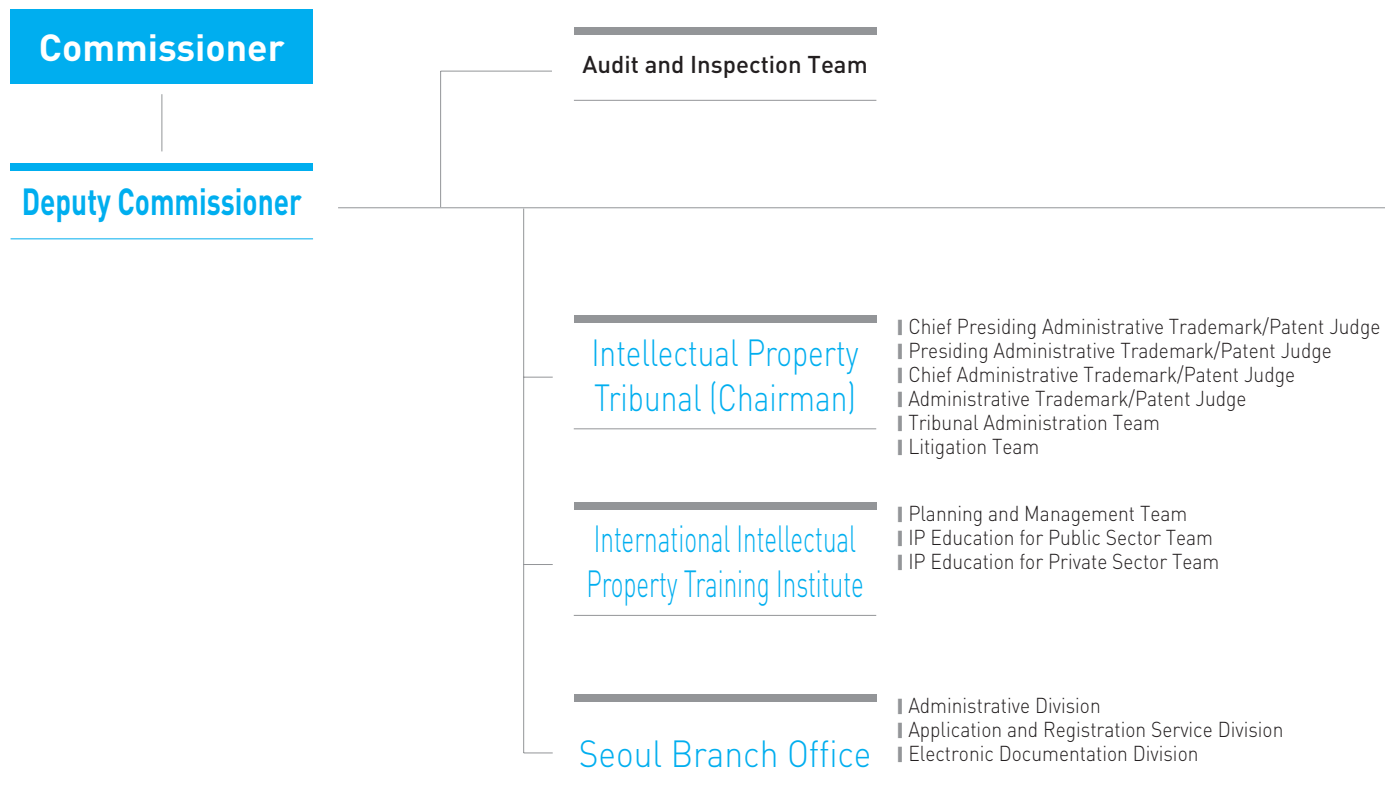 Commissioner
Deputy Commissioner
Audit and Inspection Team
Intellectual Property
Tribunal (Chairman)
Chief Presiding Administrative Trademark/Patent Judge
Presiding Administrative Trademark/Patent Judge
Chief Administrative Trademark/Patent Judge
Administrative Trademark/Patent Judge
Tribunal Administration Team
Litigation Team
International Intellectual
Property Training Institute
Planning and Management Team
IP Education for Public Sector Team
IP Education for Private Sector Team
Seoul Branch Office
Administrative Division
Application and Registration Service Division
Electronic Documentation Division